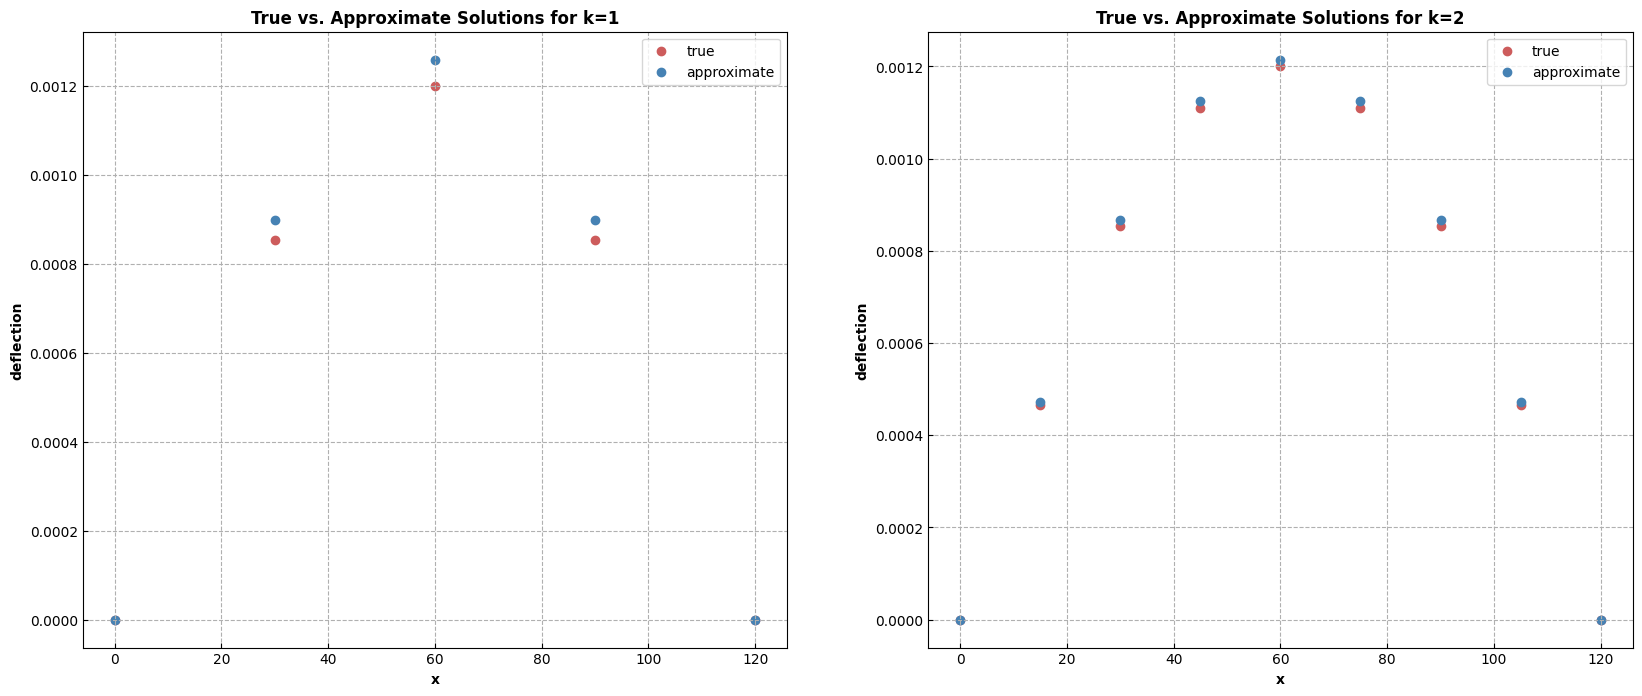 True vs. Approximate Solutions for k=1
true
approximate
0.0012
0.0010
0.0008
0.0006
0.0004
0.0002
0.0000
deflection
0 20 40 60 80 100 120
x
True vs. Approximate Solutions for k=2
true
approximate
0.0012
0.0010
0.0008
0.0006
0.0004
0.0002
0.0000
deflection
0 20 40 60 80 100 120
x